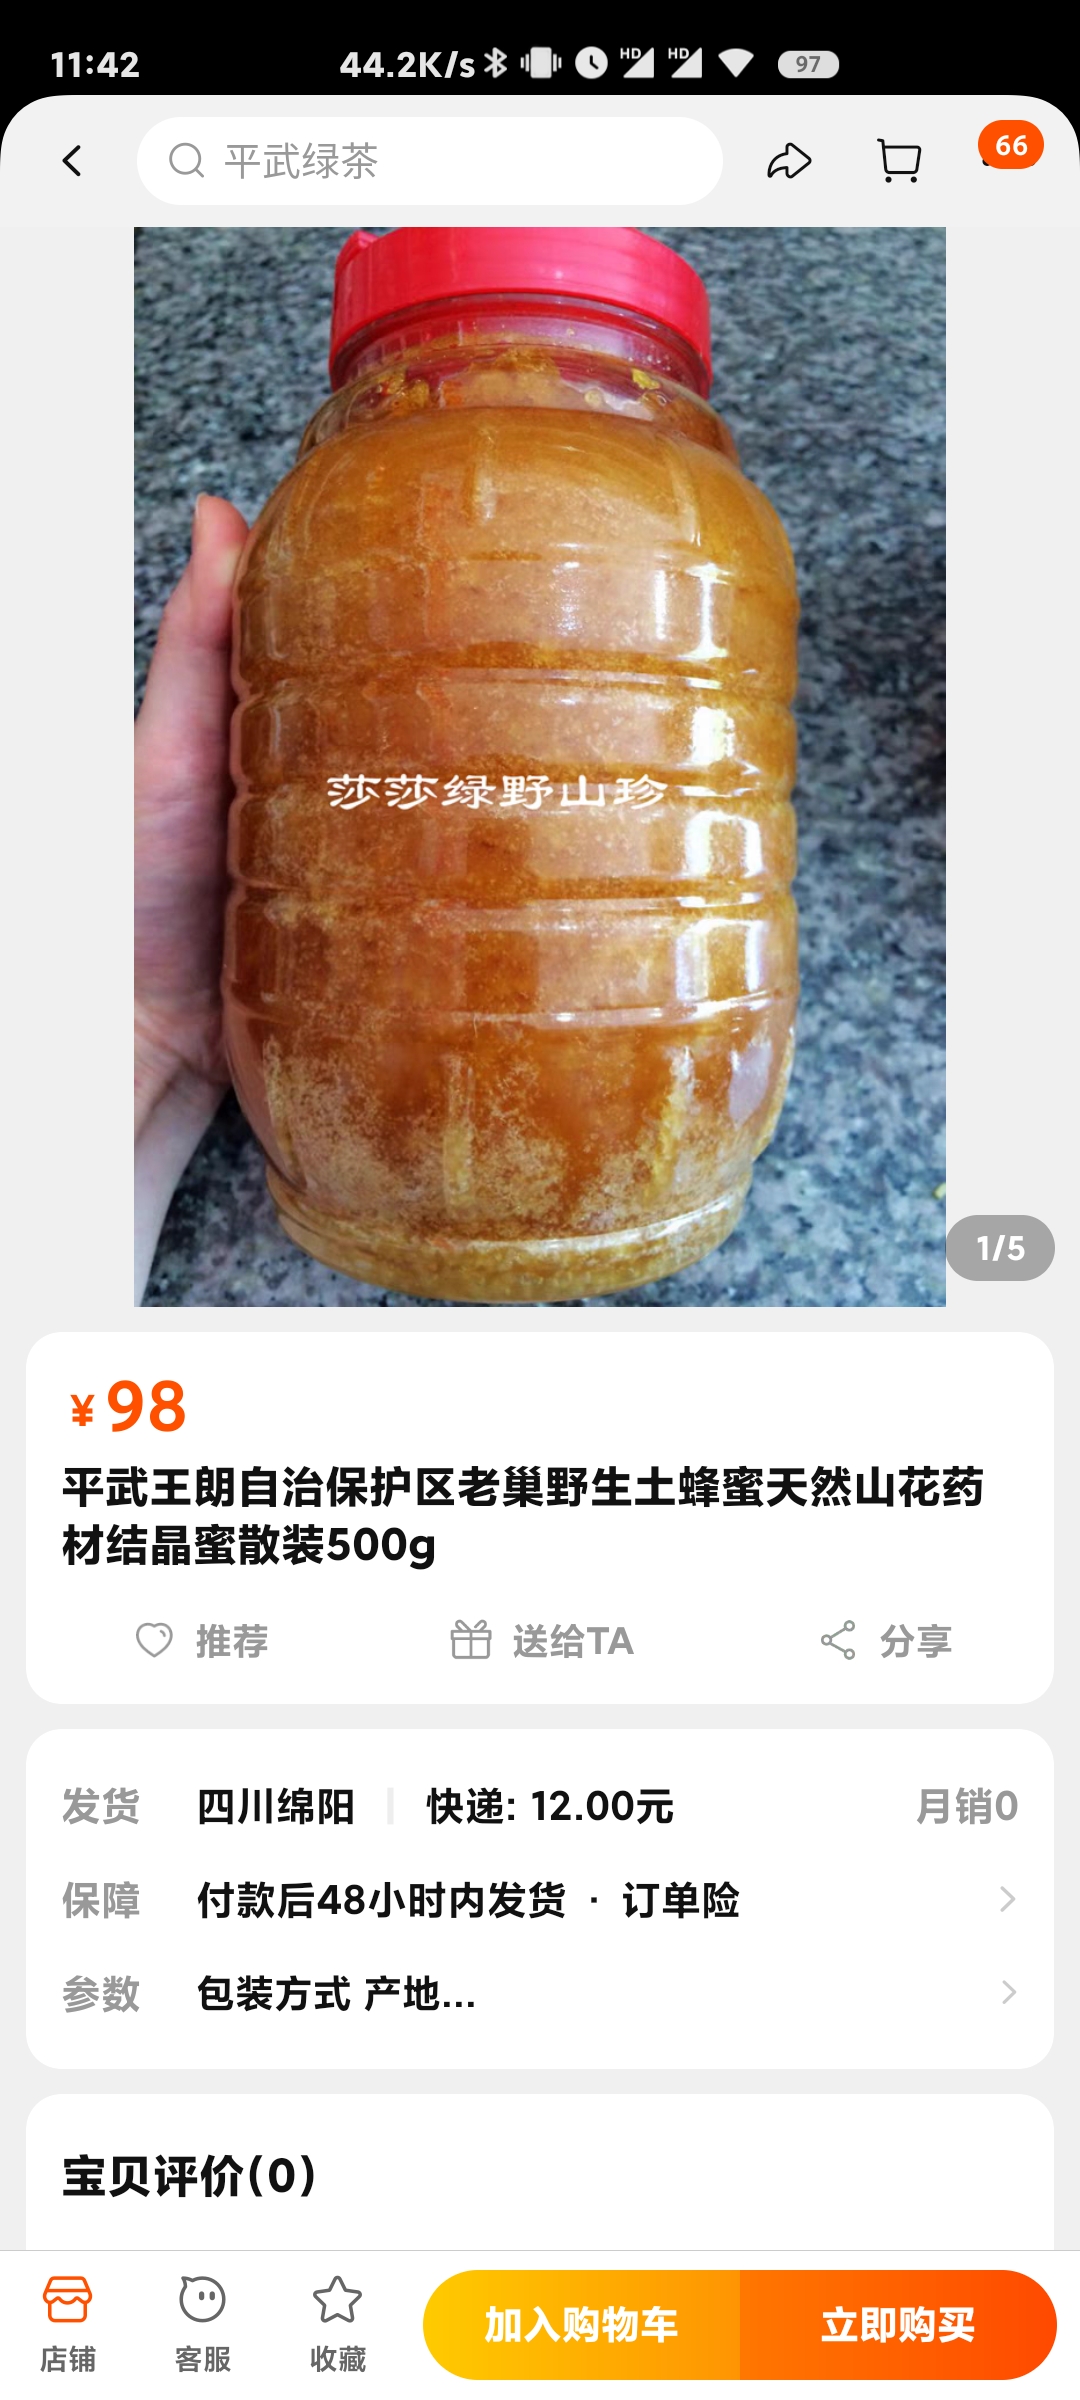 11:42 44.2K/s HD HD 97
平武绿茶 66
莎莎绿野山珍
1/5
¥98
平武王朗自治保护区老巢野生土蜂蜜天然山花药
材结晶蜜散装500g
推荐 送给TA 分享
发货 四川绵阳 快递: 12.00元 月销0
保障 付款后48小时内发货 · 订单险
参数 包装方式 产地...
宝贝评价(0)
店铺 客服 收藏 加入购物车 立即购买